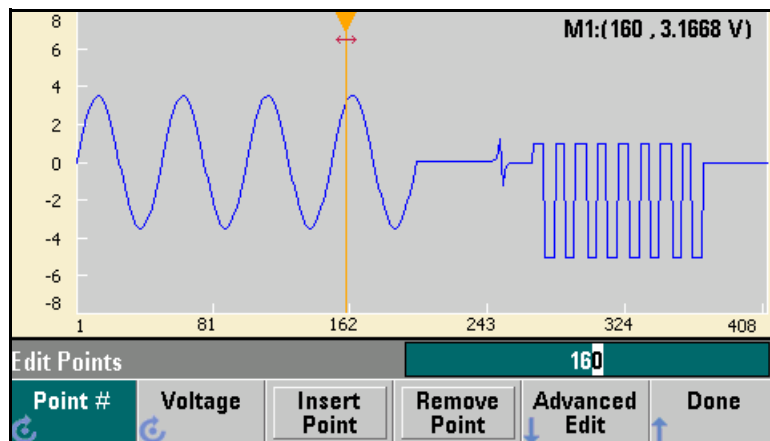 8
M1:(160 , 3.1668 V)
6
4
2
0
-2
-4
-6
-8
1 81 162 243 324 408
Edit Points 160
Point # Voltage Insert Point Remove Point Advanced Edit Done